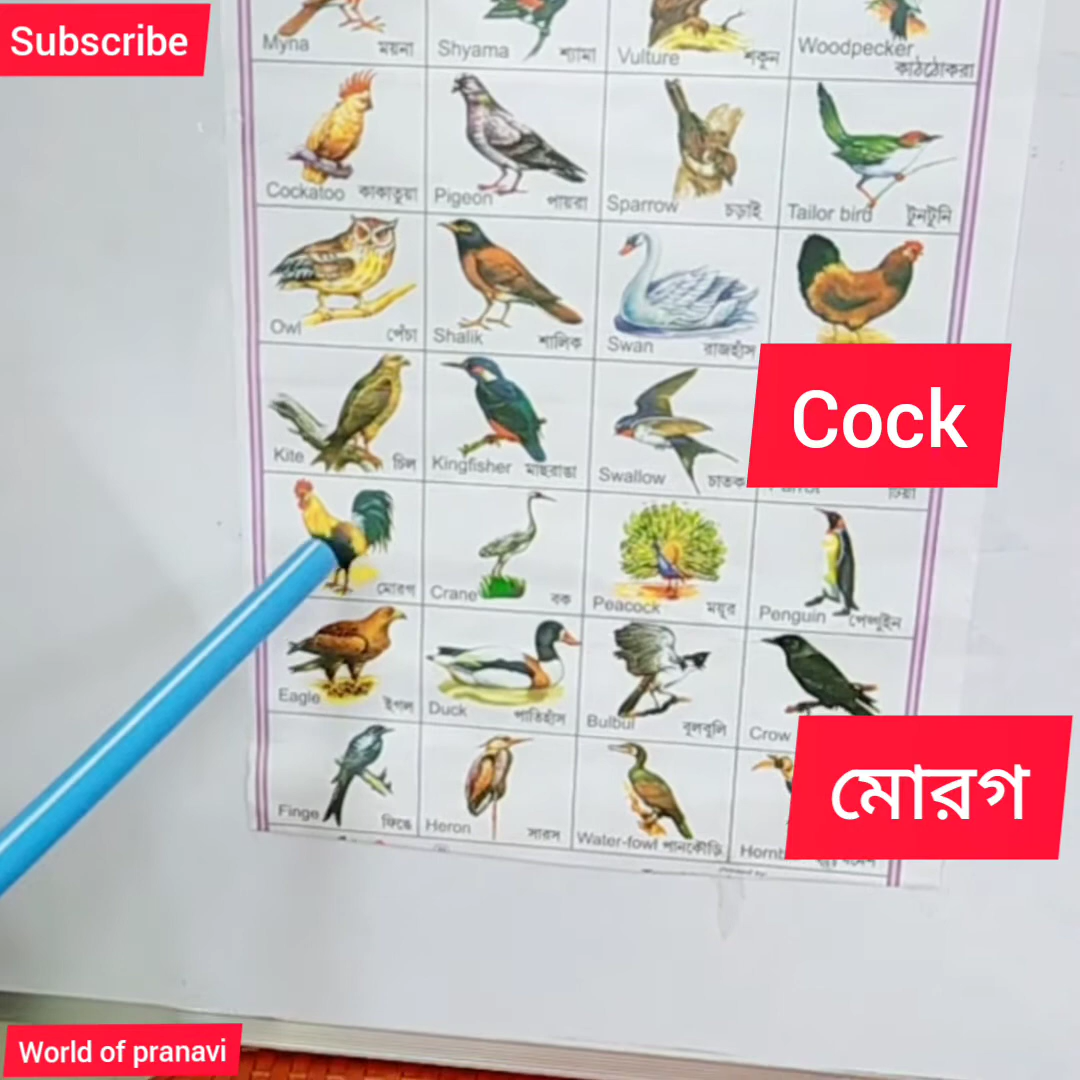 Subscribe
Myna ময়না
Shyama শ্যামা
Vulture শকুন
Woodpecker
কাঠঠোকরা
Cockatoo কাকাতুয়া
Pigeon পায়রা
Sparrow চড়াই
Tailor bird টুনটুনি
Owl পেঁচা
Shalik শালিক
Swan রাজহাঁস
Cock
Kite চিল
Kingfisher মাছরাঙা
Swallow চাতক
মোরগ
Crane বক
Peacock ময়ূর
Penguin পেঙ্গুইন
Eagle ইগল
Duck পাতিহাঁস
Bulbul বুলবুলি
Crow
মোরগ
Finge ফিঙে
Heron সারস
Water-fowl পানকৌড়ি
World of pranavi